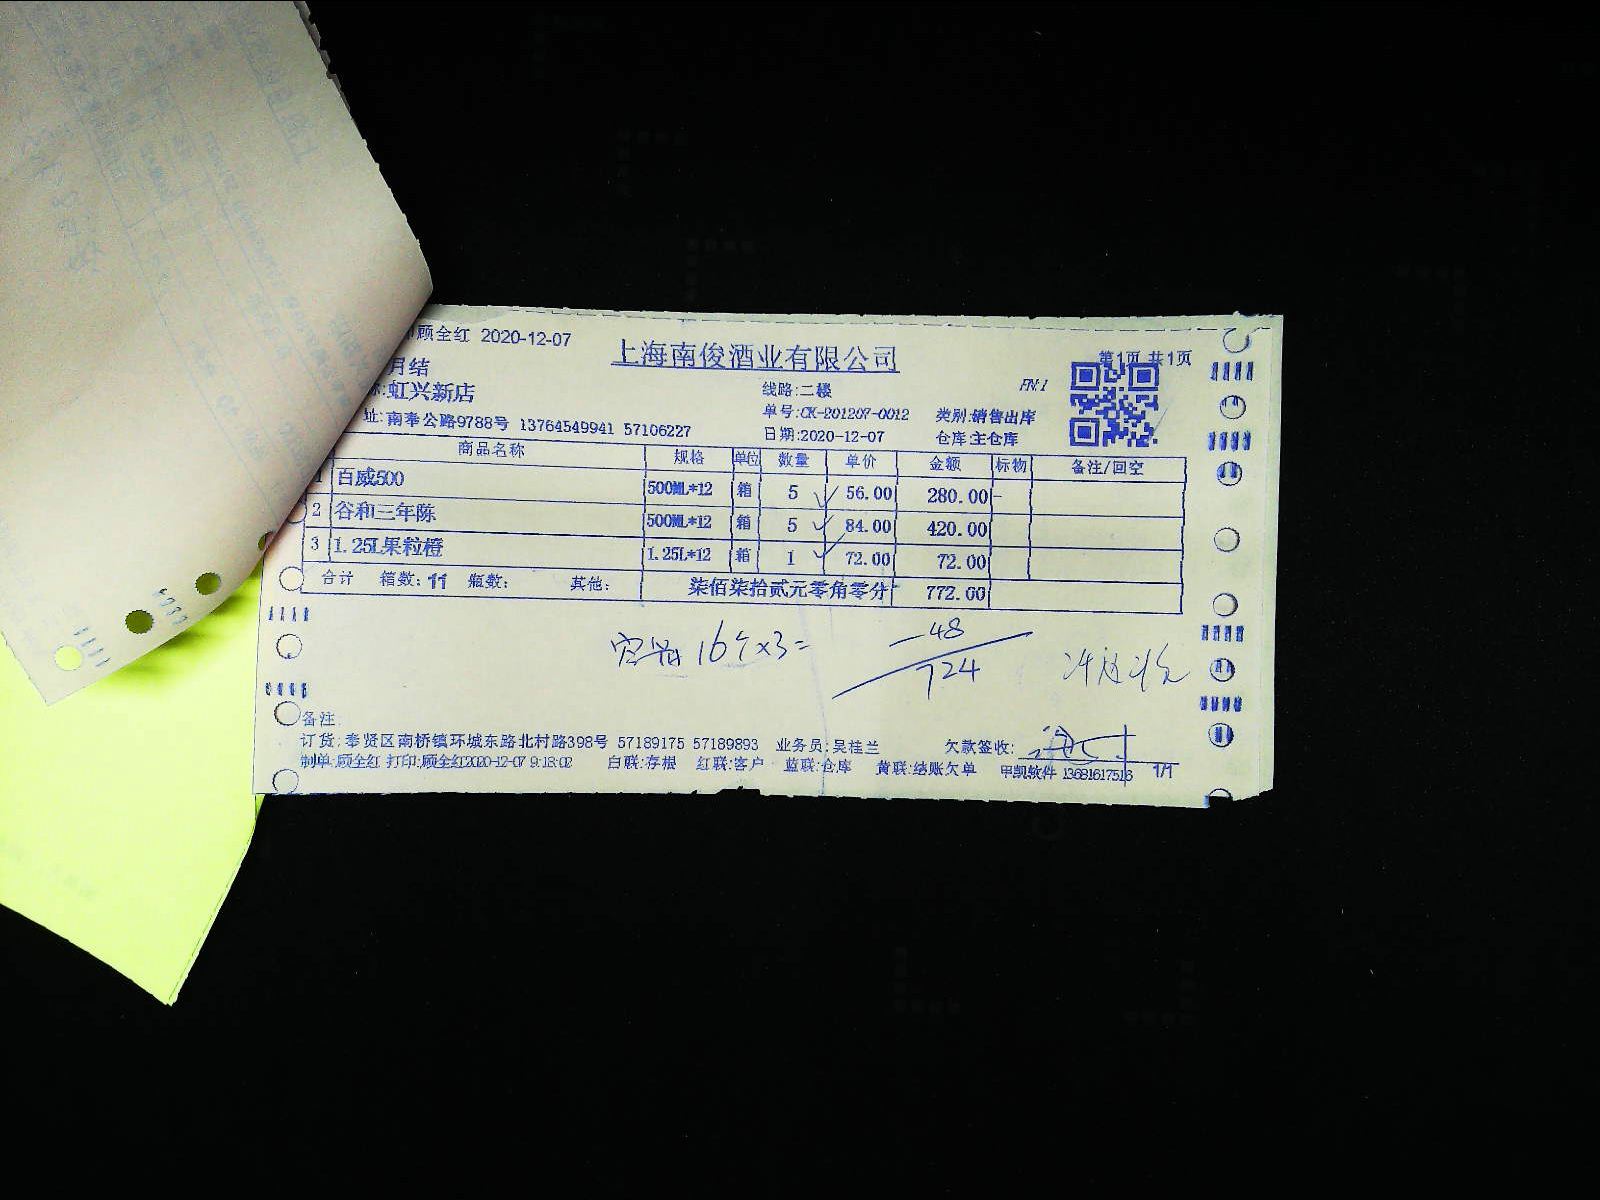 顾全红 2020-12-07
上海南俊酒业有限公司
第1页 共1页
月结
虹兴新店
线路:二楼
PN:1
址:南奉公路9788号 13764549941 57106227
单号:CK-201207-0012 类别:销售出库
日期:2020-12-07 仓库:主仓库
商品名称 规格 单位 数量 单价 金额 标物 备注/回空
1 百威500 500ML*12 箱 5 56.00 280.00 -
2 谷和三年陈 500ML*12 箱 5 84.00 420.00
3 1.25L果粒橙 1.25L*12 箱 1 72.00 72.00
合计 箱数: 11 瓶数: 其他: 柒佰柒拾贰元零角零分 772.00
16个×3= -48
724
备注:
订货:奉贤区南桥镇环城东路北村路398号 57189175 57189893 业务员:吴桂兰 欠款签收:
制单:顾全红 打印:顾全红2020-12-07 9:18:02 白联:存根 红联:客户 蓝联:仓库 黄联:结账欠单 甲凯软件 13681617516 1/1